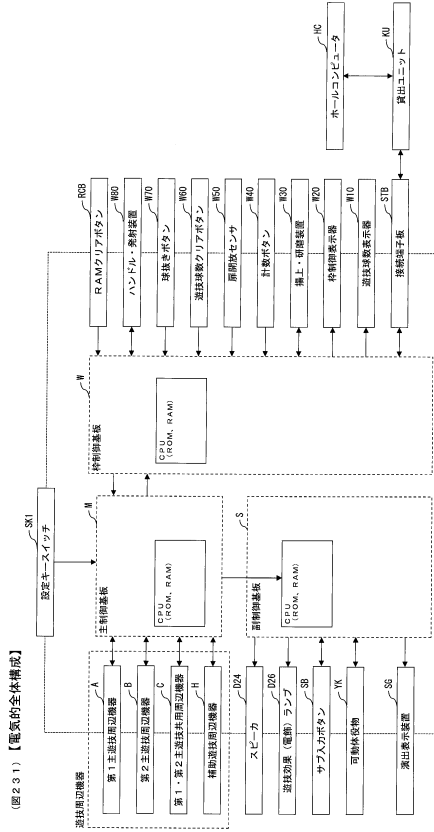 (図231)【電気的全体構成】
SK1
設定キースイッチ
遊技周辺機器
A
第1主遊技周辺機器
B
第2主遊技周辺機器
C
第1・第2主遊技共用周辺機器
H
補助遊技周辺機器
D24
スピーカ
D26
遊技効果(電飾)ランプ
SB
サブ入力ボタン
YK
可動体役物
SG
演出表示装置
M
主制御基板
CPU
(ROM、RAM)
S
副制御基板
CPU
(ROM、RAM)
W
枠制御基板
CPU
(ROM、RAM)
RCB
RAMクリアボタン
W80
ハンドル・発射装置
W70
球抜きボタン
W60
遊技球数クリアボタン
W50
扉開放センサ
W40
計数ボタン
W30
揚上・研磨装置
W20
枠制御表示器
W10
遊技球数表示器
STB
接続端子板
HC
ホールコンピュータ
KU
貸出ユニット